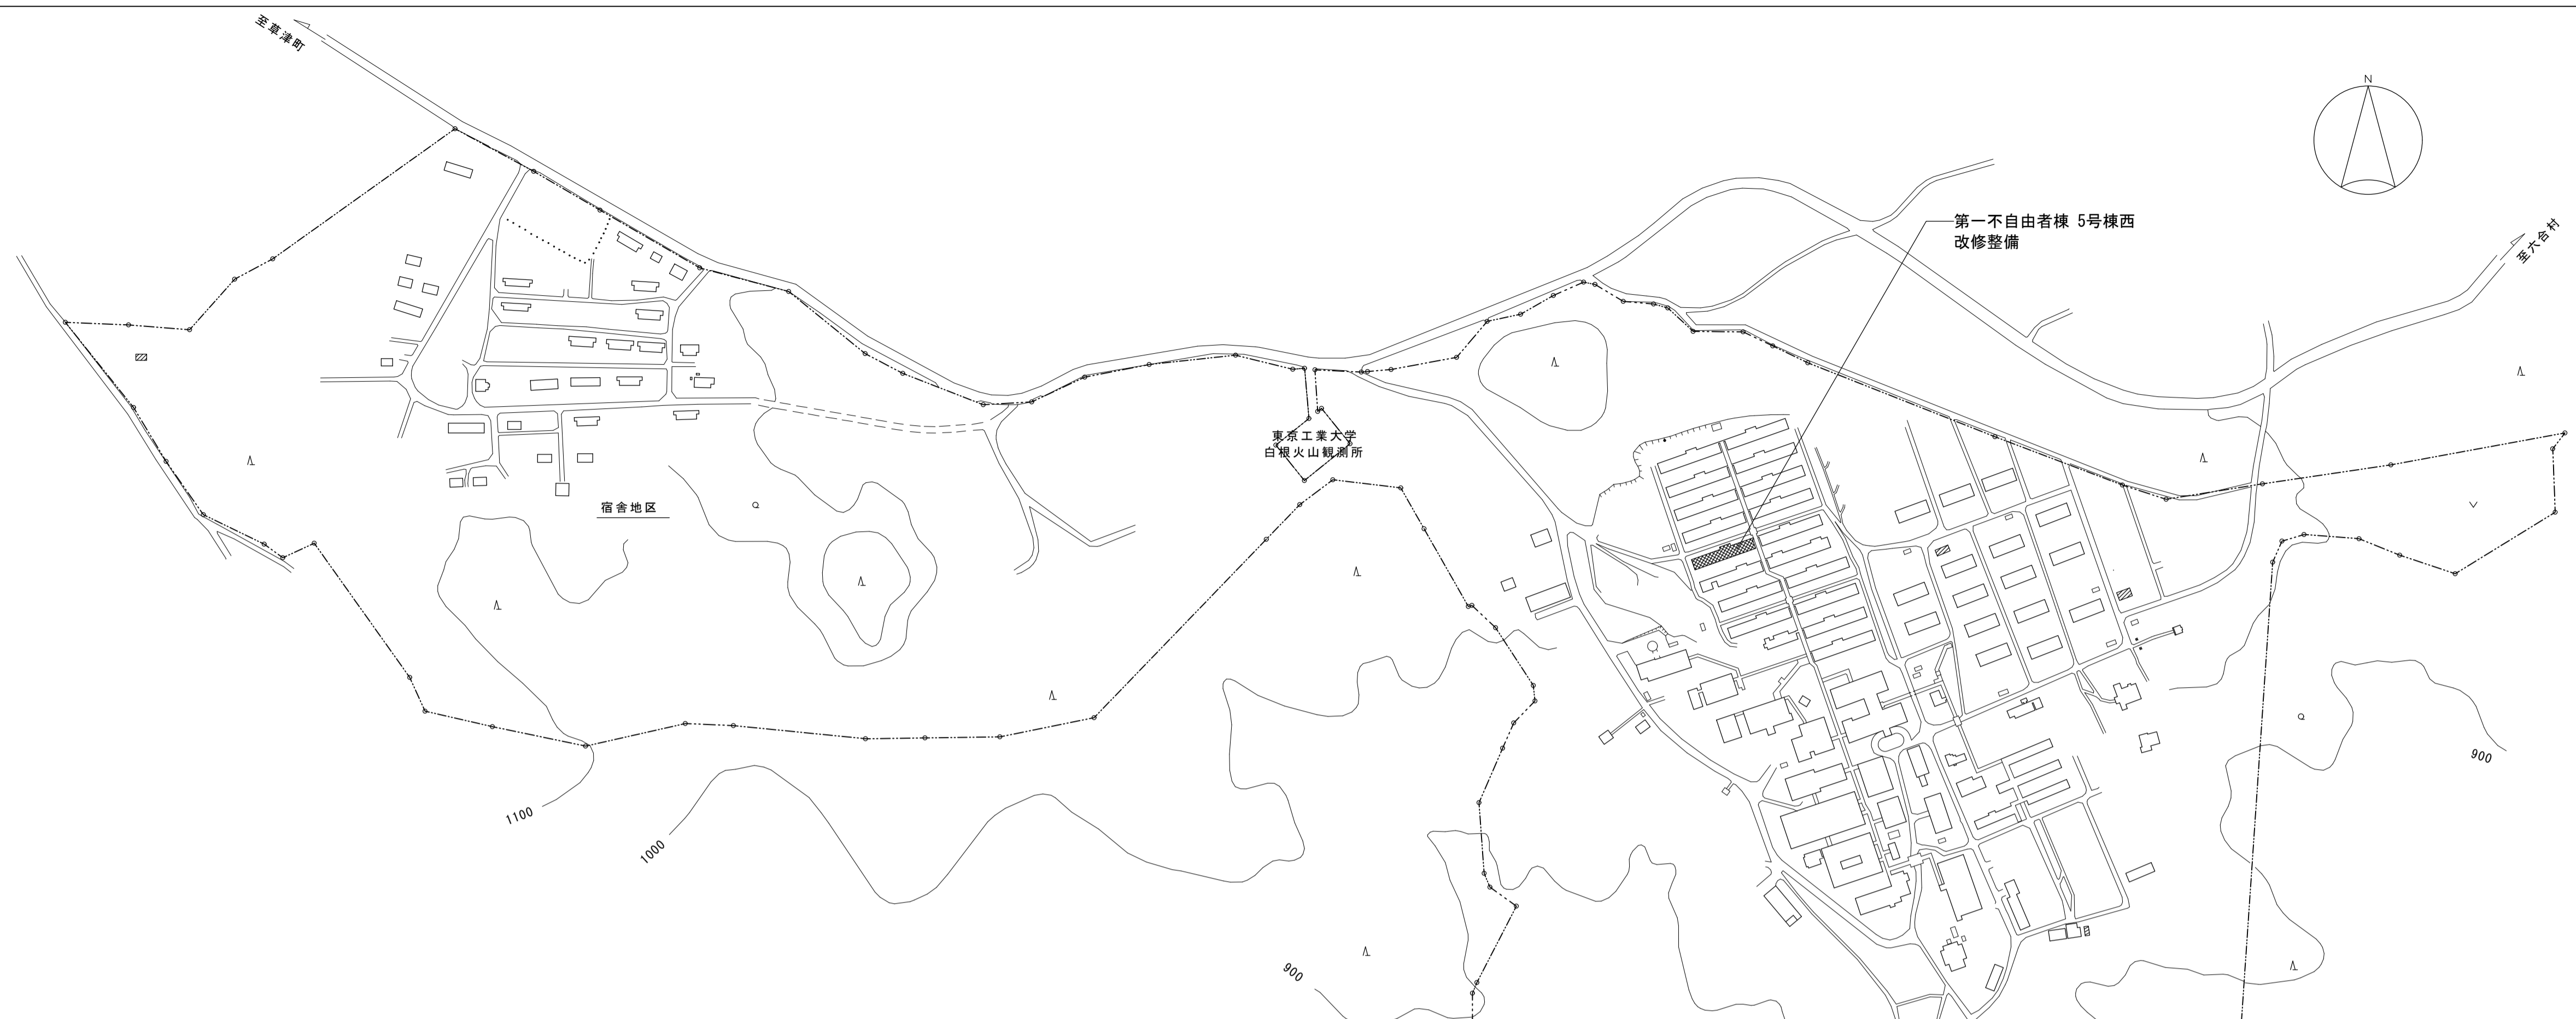 至草津町
N
第一不自由者棟 5号棟西
改修整備
至六合村
東京工業大学
白根火山観測所
宿舎地区
1100
1000
900
900